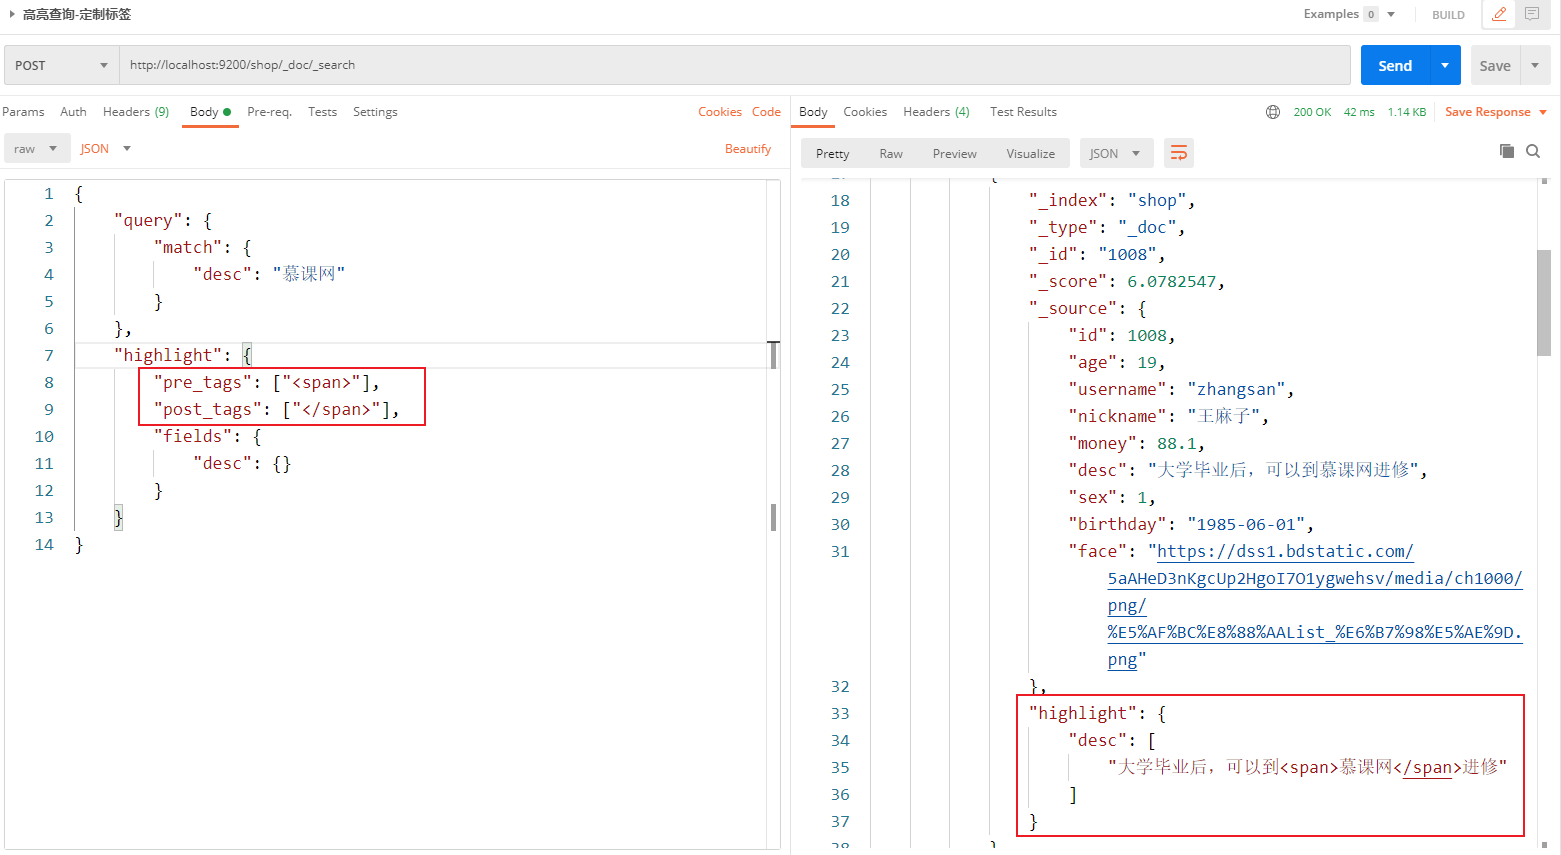 高亮查询-定制标签
Examples 0
BUILD
POST
http://localhost:9200/shop/_doc/_search
Send
Save
Params Auth Headers (9) Body Pre-req. Tests Settings
Cookies Code
raw JSON
Beautify
1 {
2 "query": {
3 "match": {
4 "desc": "慕课网"
5 }
6 },
7 "highlight": {
8 "pre_tags": ["<span>"],
9 "post_tags": ["</span>"],
10 "fields": {
11 "desc": {}
12 }
13 }
14 }
Body Cookies Headers (4) Test Results
200 OK 42 ms 1.14 KB Save Response
Pretty Raw Preview Visualize JSON
18 "_index": "shop",
19 "_type": "_doc",
20 "_id": "1008",
21 "_score": 6.0782547,
22 "_source": {
23 "id": 1008,
24 "age": 19,
25 "username": "zhangsan",
26 "nickname": "王麻子",
27 "money": 88.1,
28 "desc": "大学毕业后，可以到慕课网进修",
29 "sex": 1,
30 "birthday": "1985-06-01",
31 "face": "https://dss1.bdstatic.com/
5aAHeD3nKgcUp2HgoI7O1ygwehsv/media/ch1000/
png/
%E5%AF%BC%E8%88%AAList_%E6%B7%98%E5%AE%9D.
png"
32 },
33 "highlight": {
34 "desc": [
35 "大学毕业后，可以到<span>慕课网</span>进修"
36 ]
37 }